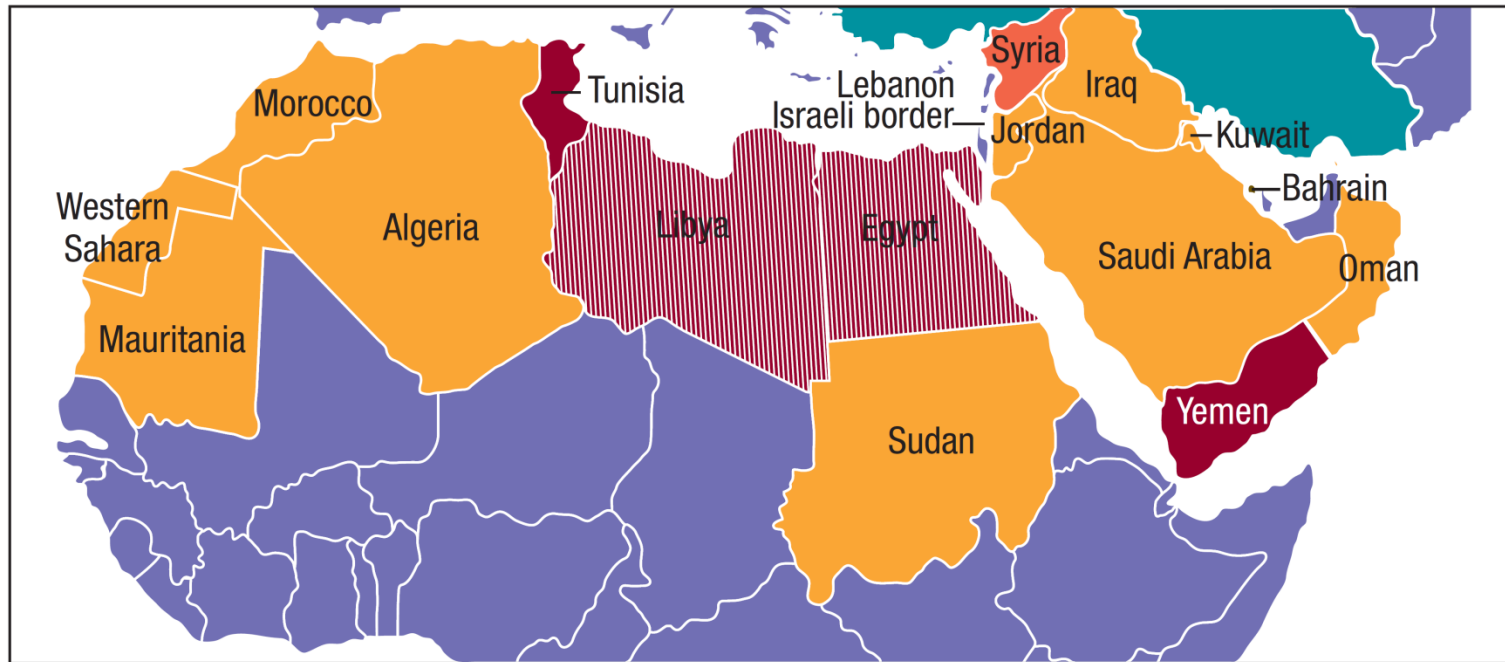 Syria
Morocco
Tunisia
Lebanon
Israeli border
Iraq
Jordan
Kuwait
Bahrain
Western
Sahara
Algeria
Libya
Egypt
Saudi Arabia
Oman
Mauritania
Yemen
Sudan